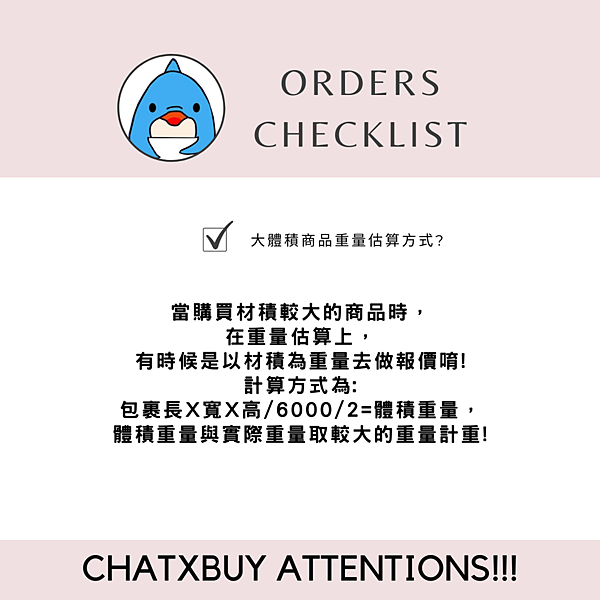 ORDERS
CHECKLIST
大體積商品重量估算方式?
當購買材積較大的商品時，
在重量估算上，
有時候是以材積為重量去做報價唷!
計算方式為:
包裹長X寬X高/6000/2=體積重量，
體積重量與實際重量取較大的重量計重!
CHATXBUY ATTENTIONS!!!